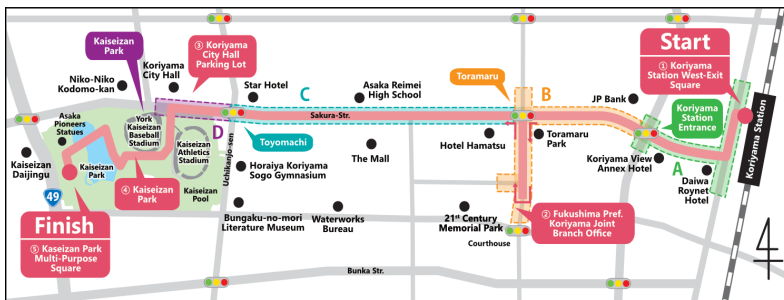 Kaiseizan
Park
Niko-Niko
Kodomo-kan
Koriyama
City Hall
③ Koriyama
City Hall
Parking Lot
Star Hotel
C
Asaka Reimei
High School
Toramaru
B
JP Bank
Start
① Koriyama
Station West-Exit
Square
Koriyama
Station
Entrance
Koriyama Station
Asaka
Pioneers
Statues
York
Kaiseizan
Baseball
Stadium
D
Sakura-Str.
Toyomachi
Kaiseizan
Athletics
Stadium
Uchikanjo-sen
The Mall
Hotel Hamatsu
Toramaru
Park
Koriyama View
Annex Hotel
A
Daiwa
Roynet
Hotel
Kaiseizan
Daijingu
Kaiseizan
Park
④ Kaiseizan
Park
Kaiseizan
Pool
Horaiya Koriyama
Sogo Gymnasium
49
Finish
⑤ Kaseizan Park
Multi-Purpose
Square
Bungaku-no-mori
Literature Museum
Waterworks
Bureau
21st Century
Memorial Park
Courthouse
② Fukushima Pref.
Koriyama Joint
Branch Office
Bunka Str.